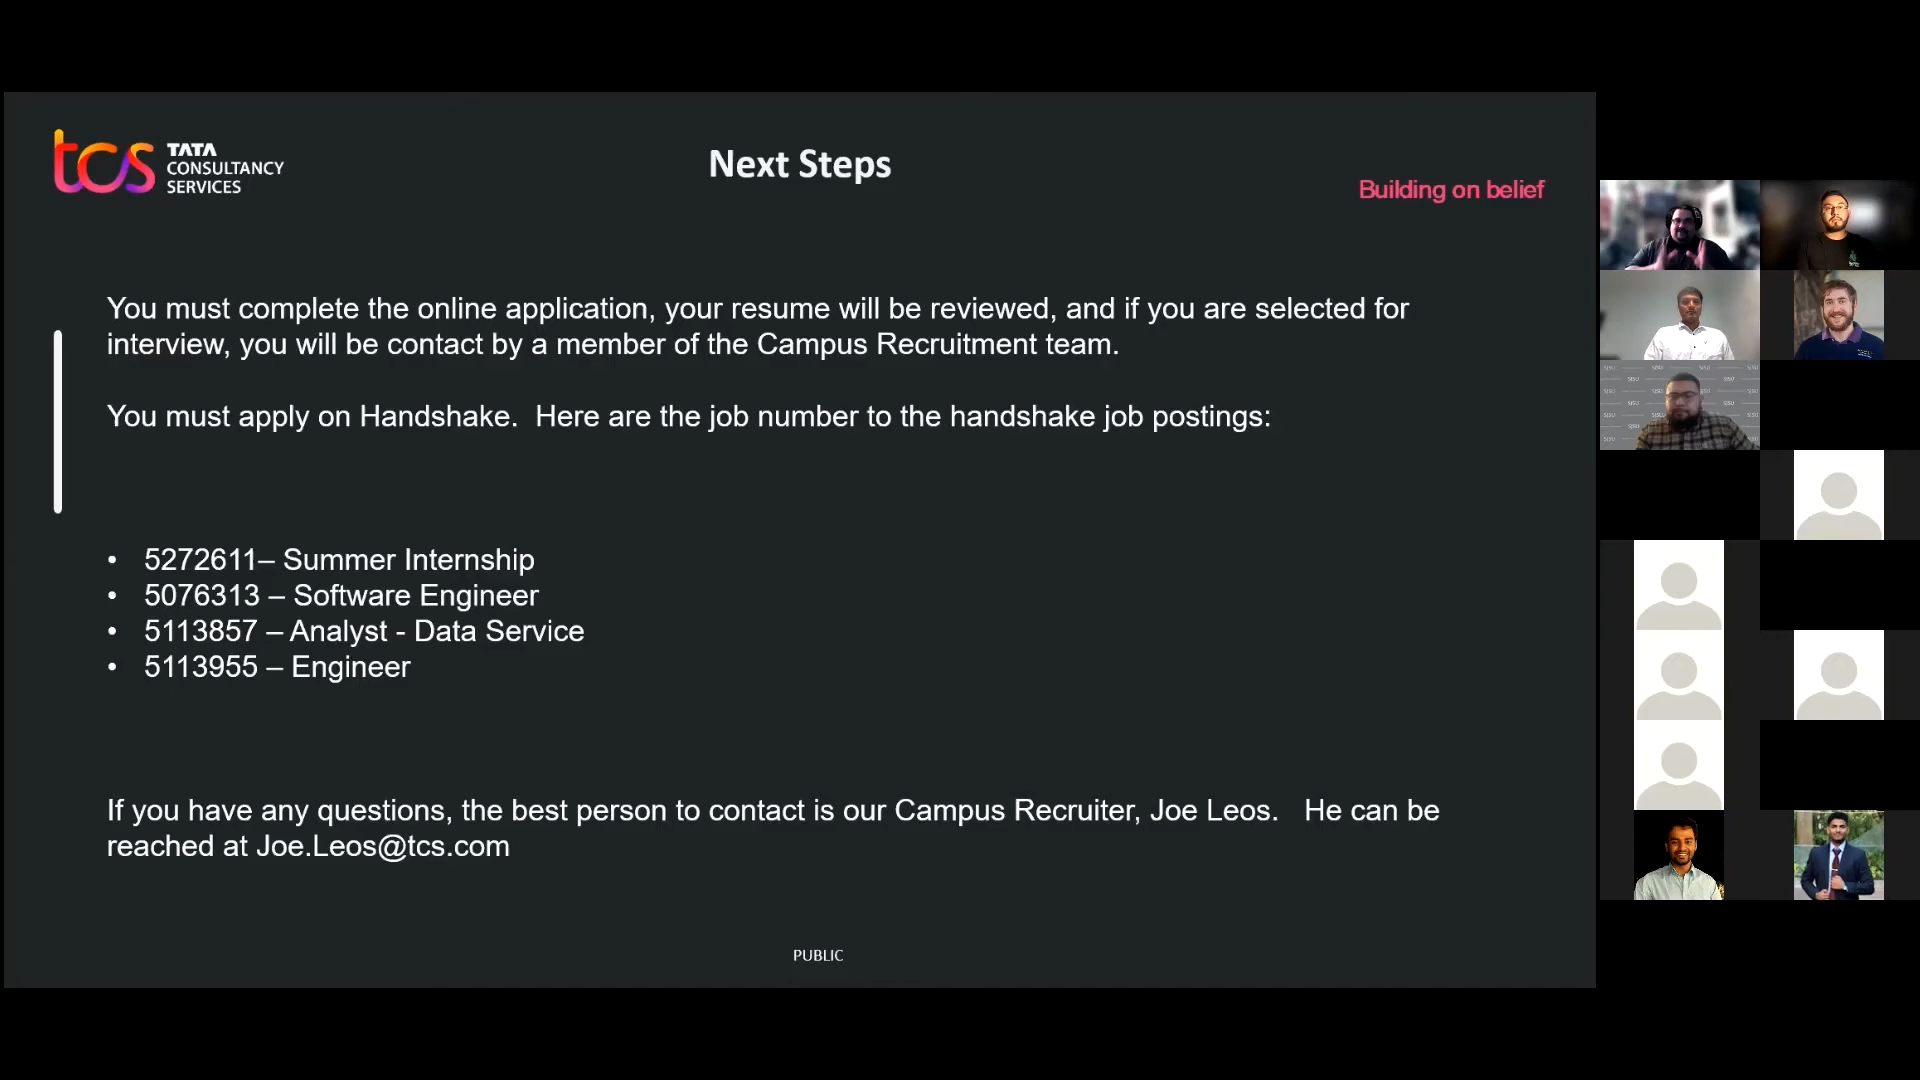 tcs TATA
CONSULTANCY
SERVICES
Next Steps
Building on belief
You must complete the online application, your resume will be reviewed, and if you are selected for
interview, you will be contact by a member of the Campus Recruitment team.
You must apply on Handshake.  Here are the job number to the handshake job postings:
• 5272611– Summer Internship
• 5076313 – Software Engineer
• 5113857 – Analyst - Data Service
• 5113955 – Engineer
If you have any questions, the best person to contact is our Campus Recruiter, Joe Leos.   He can be
reached at Joe.Leos@tcs.com
PUBLIC